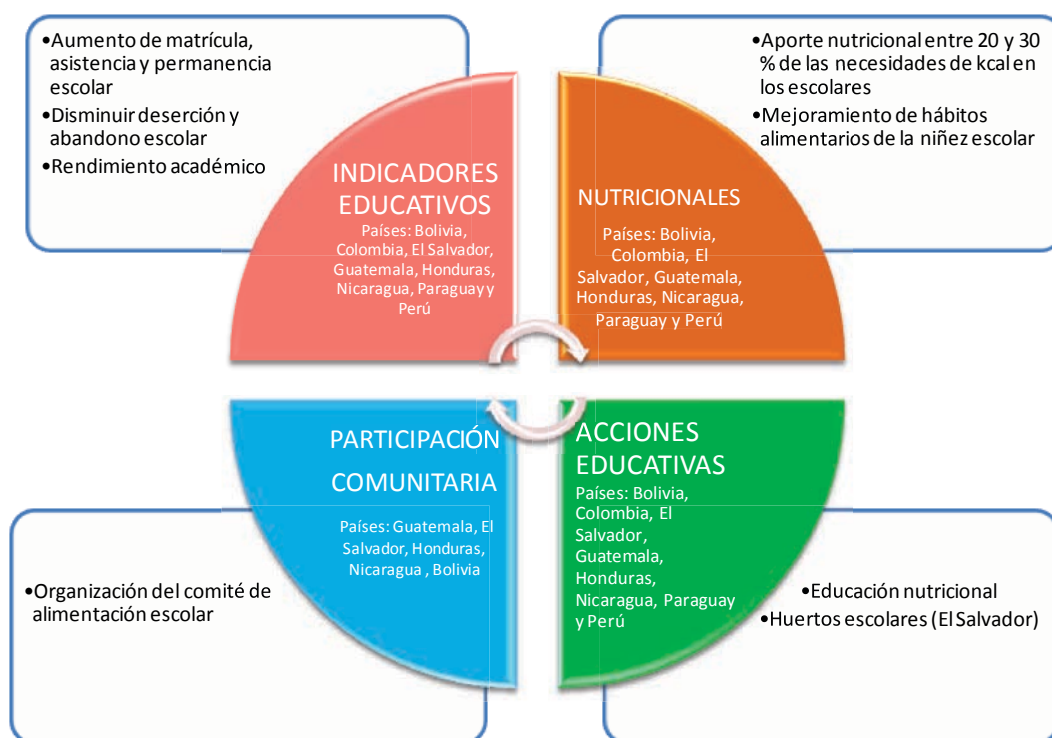 •Aumento de matrícula,
asistencia y permanencia
escolar
•Disminuir deserción y
abandono escolar
•Rendimiento académico
•Aporte nutricional entre 20 y 30
% de las necesidades de kcal en
los escolares
•Mejoramiento de hábitos
alimentarios de la niñez escolar
INDICADORES
EDUCATIVOS
Países: Bolivia,
Colombia, El Salvador,
Guatemala, Honduras,
Nicaragua, Paraguay y
Perú
NUTRICIONALES
Países: Bolivia,
Colombia, El
Salvador, Guatemala,
Honduras, Nicaragua,
Paraguay y Perú
PARTICIPACIÓN
COMUNITARIA
Países: Guatemala, El
Salvador, Honduras,
Nicaragua , Bolivia
ACCIONES
EDUCATIVAS
Países: Bolivia,
Colombia, El
Salvador,
Guatemala,
Honduras,
Nicaragua, Paraguay
y Perú
•Organización del comité de
alimentación escolar
•Educación nutricional
•Huertos escolares (El Salvador)